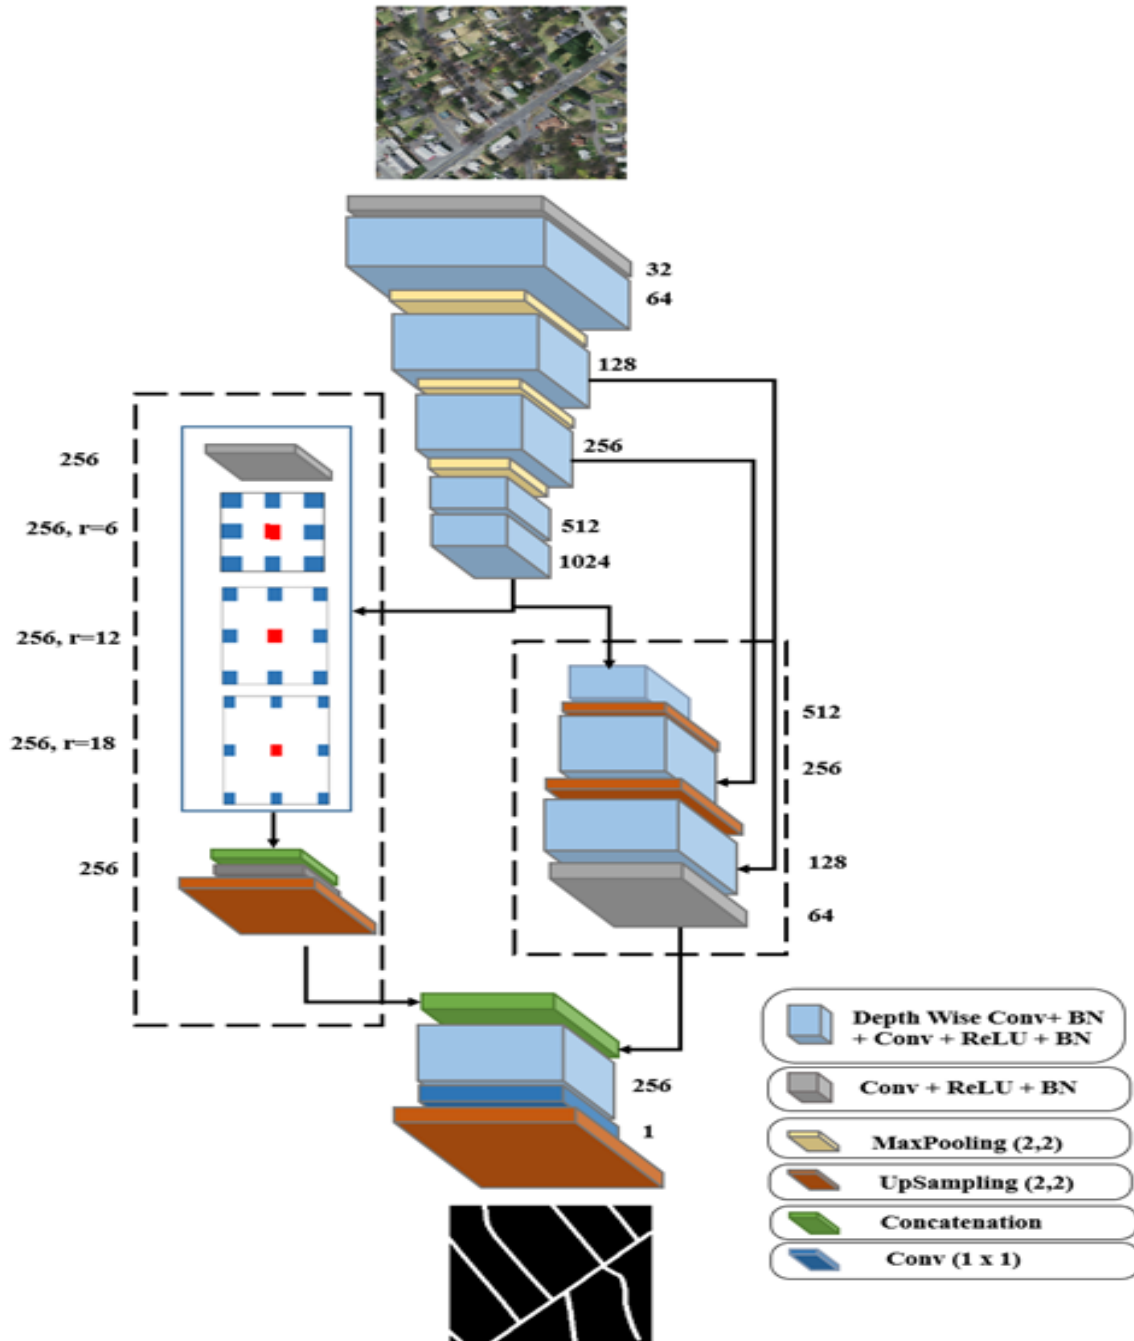 32
64
128
256
512
1024
256
256, r=6
256, r=12
256, r=18
256
512
256
128
64
256
1
Depth Wise Conv+ BN
+ Conv + ReLU + BN
Conv + ReLU + BN
MaxPooling (2,2)
UpSampling (2,2)
Concatenation
Conv (1 x 1)